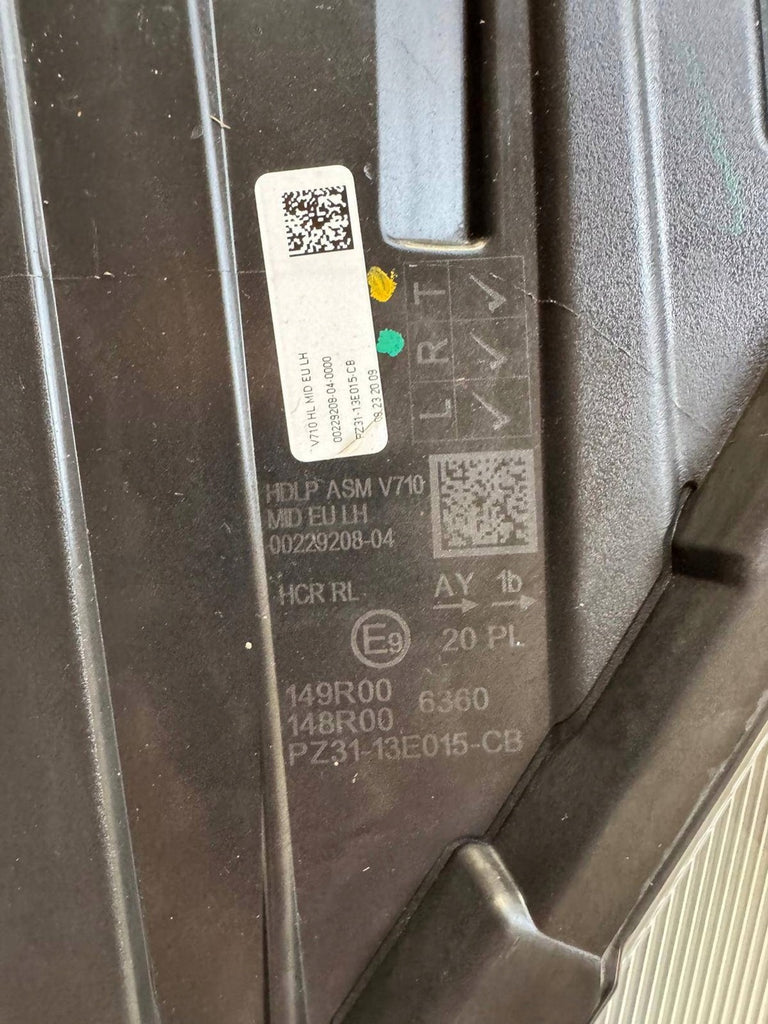 V710 HL MID EU LH
00229208-04-0000
PZ31-13E015-CB
09.23.20.09
L R T
HDLP ASM V710
MID EU LH
00229208-04
HCR RL AY 1b
E9 20 PL
149R00 6360
148R00
PZ31-13E015-CB